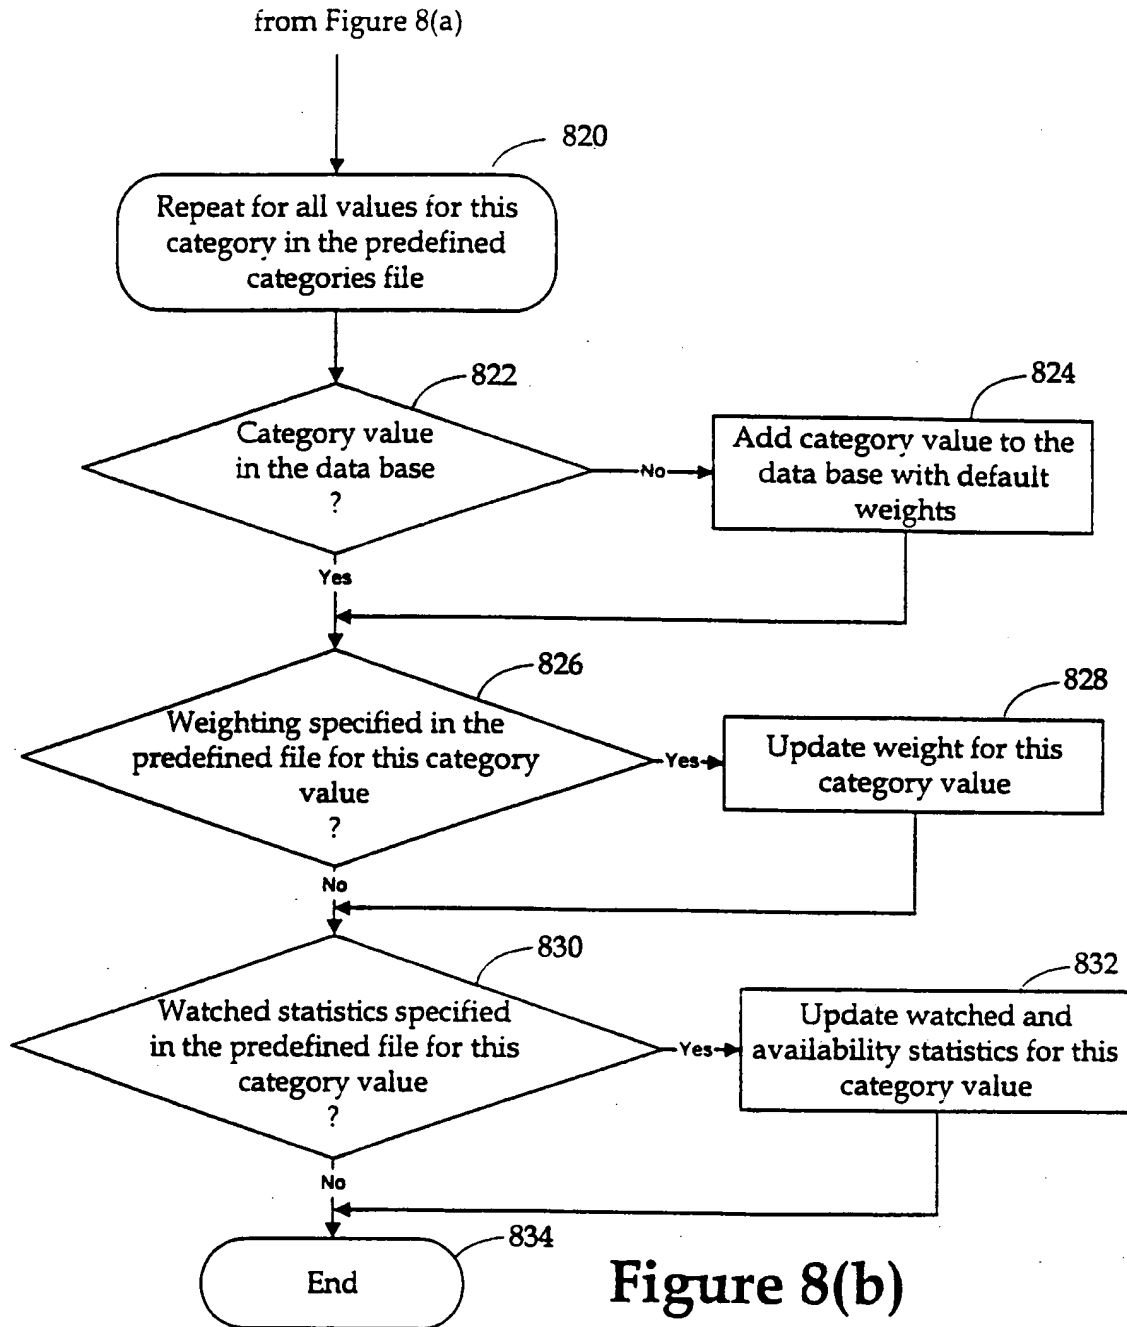 from Figure 8(a)
820
Repeat for all values for this
category in the predefined
categories file
822
Category value
in the data base
?
No
824
Add category value to the
data base with default
weights
Yes
826
Weighting specified in the
predefined file for this category
value
?
Yes
828
Update weight for this
category value
No
830
Watched statistics specified
in the predefined file for this
category value
?
Yes
832
Update watched and
availability statistics for this
category value
No
834
End
Figure 8(b)